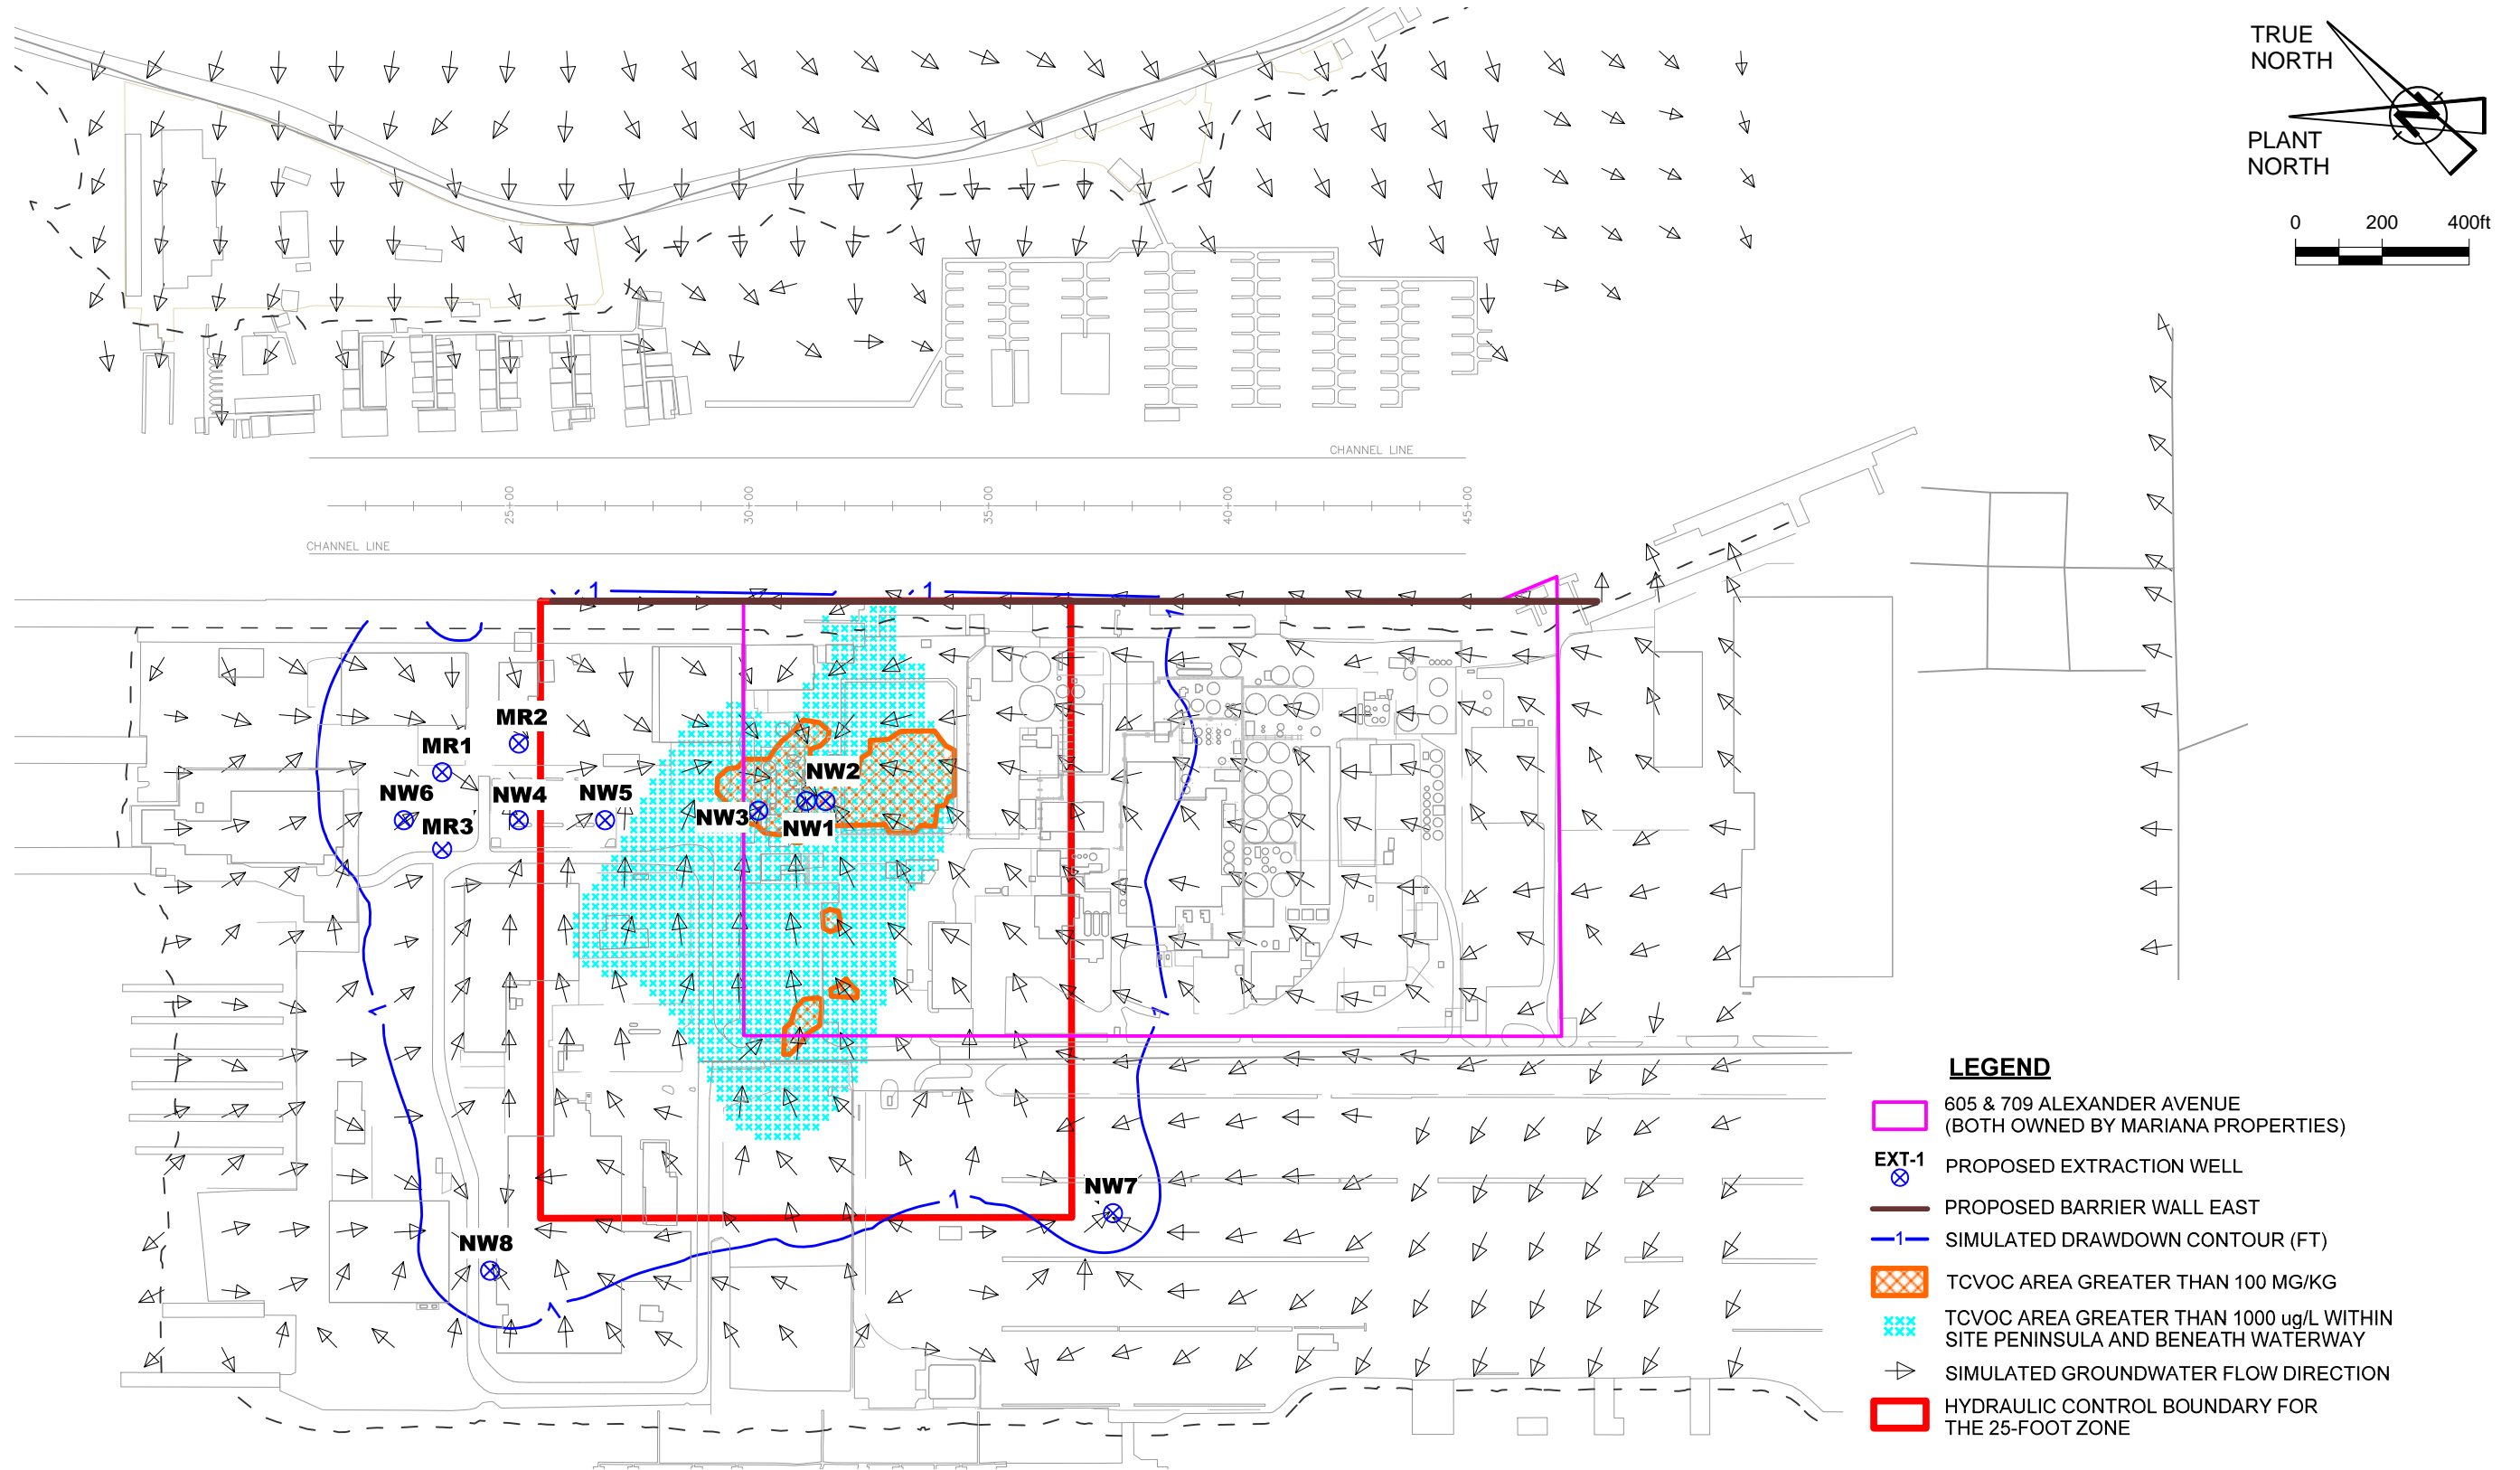 TRUE
NORTH
PLANT
NORTH
0 200 400ft
CHANNEL LINE
25+00 30+00 35+00 40+00 45+00
CHANNEL LINE
1 1
1
MR2
MR1
NW2
NW6 NW4 NW5
NW3 NW1
MR3
1 1
NW7
1
NW8
1
LEGEND
605 & 709 ALEXANDER AVENUE
(BOTH OWNED BY MARIANA PROPERTIES)
EXT-1
PROPOSED EXTRACTION WELL
PROPOSED BARRIER WALL EAST
1 SIMULATED DRAWDOWN CONTOUR (FT)
TCVOC AREA GREATER THAN 100 MG/KG
TCVOC AREA GREATER THAN 1000 ug/L WITHIN
SITE PENINSULA AND BENEATH WATERWAY
SIMULATED GROUNDWATER FLOW DIRECTION
HYDRAULIC CONTROL BOUNDARY FOR
THE 25-FOOT ZONE